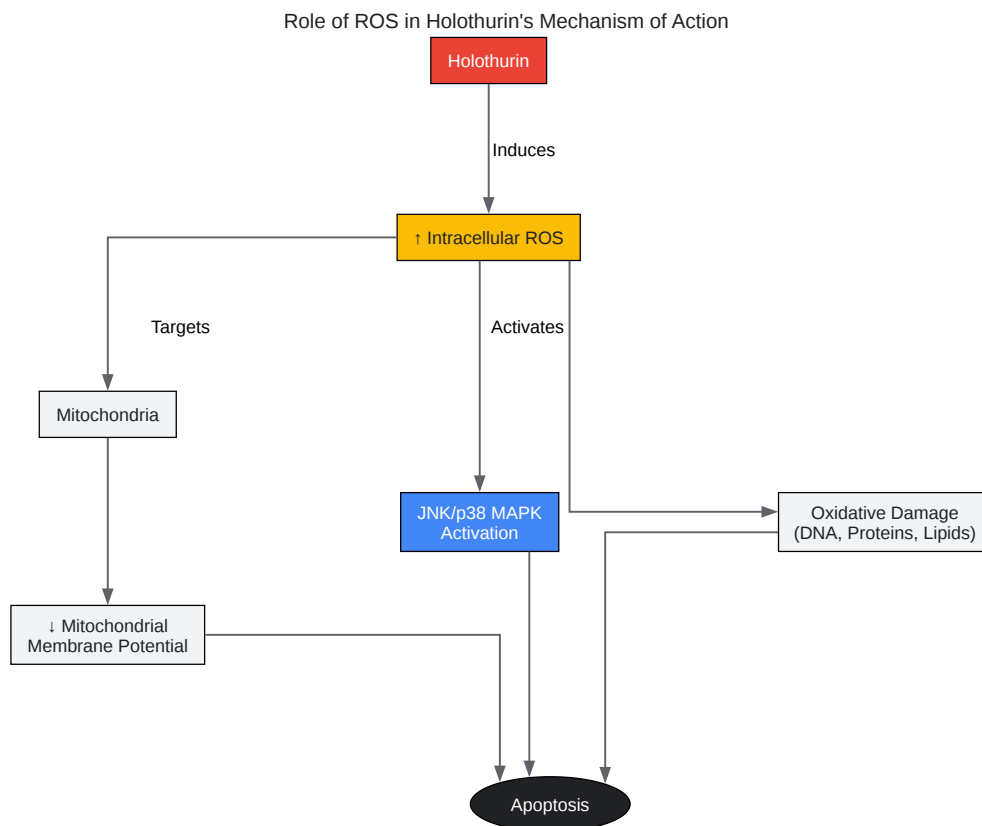 Role of ROS in Holothurin's Mechanism of Action
Holothurin
Induces
↑ Intracellular ROS
Targets
Activates
Mitochondria
JNK/p38 MAPK
Activation
Oxidative Damage
(DNA, Proteins, Lipids)
↓ Mitochondrial
Membrane Potential
Apoptosis